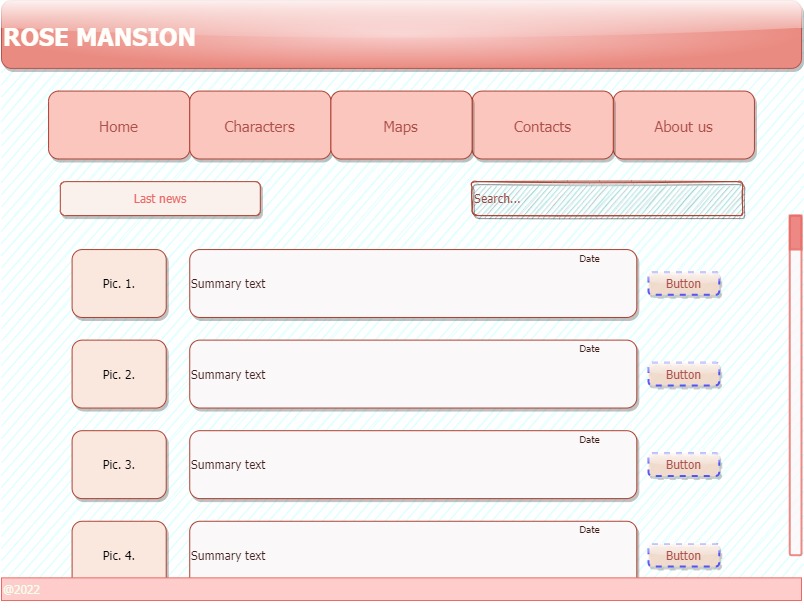 ROSE MANSION
Home Characters Maps Contacts About us
Last news Search...
Date
Pic. 1. Summary text Button
Date
Pic. 2. Summary text Button
Date
Pic. 3. Summary text Button
Date
Pic. 4. Summary text Button
@2022